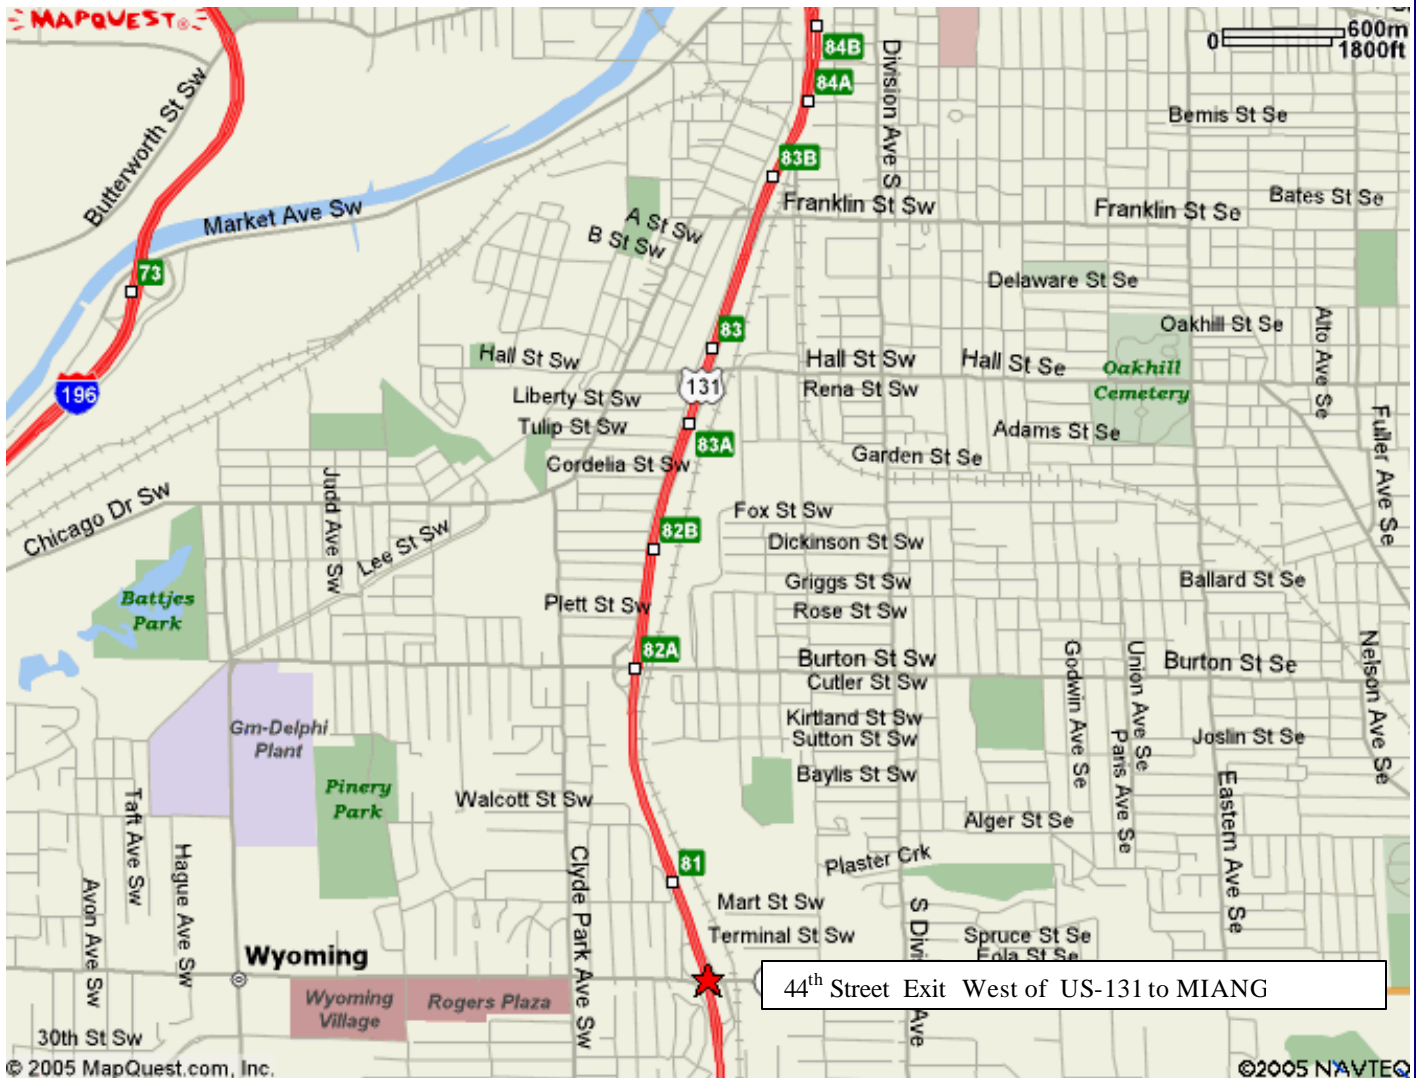 MAPQUEST®
600m
0
1800ft
84B
Butterworth St Sw
Division Ave S
84A
Bemis St Se
83B
Bates St Se
Franklin St Sw
Franklin St Se
Market Ave Sw
A St Sw
B St Sw
73
Delaware St Se
Oakhill St Se
Alto Ave Se
83
Hall St Sw
Hall St Sw
Hall St Se
Oakhill
Cemetery
131
Rena St Sw
196
Liberty St Sw
Tulip St Sw
Adams St Se
Fuller Ave Se
83A
Garden St Se
Cordelia St Sw
Chicago Dr Sw
Judd Ave Sw
Fox St Sw
82B
Lee St Sw
Dickinson St Sw
Griggs St Sw
Ballard St Se
Battjes
Park
Plett St Sw
Rose St Sw
82A
Burton St Sw
Burton St Se
Godwin Ave Se
Union Ave Se
Nelson Ave Se
Cutler St Sw
Gm-Delphi
Plant
Kirtland St Sw
Sutton St Sw
Paris Ave Se
Joslin St Se
Baylis St Sw
Pinery
Park
Walcott St Sw
Taft Ave Sw
Eastern Ave Se
Alger St Se
Hague Ave Sw
Clyde Park Ave Sw
81
Plaster Crk
Avon Ave Sw
Mart St Sw
Terminal St Sw
Spruce St Se
Eola St Se
Wyoming
44th Street Exit West of US-131 to MIANG
S Divi
Ave
Wyoming
Village
Rogers Plaza
30th St Sw
© 2005 MapQuest.com, Inc.
©2005 NAVTEQ